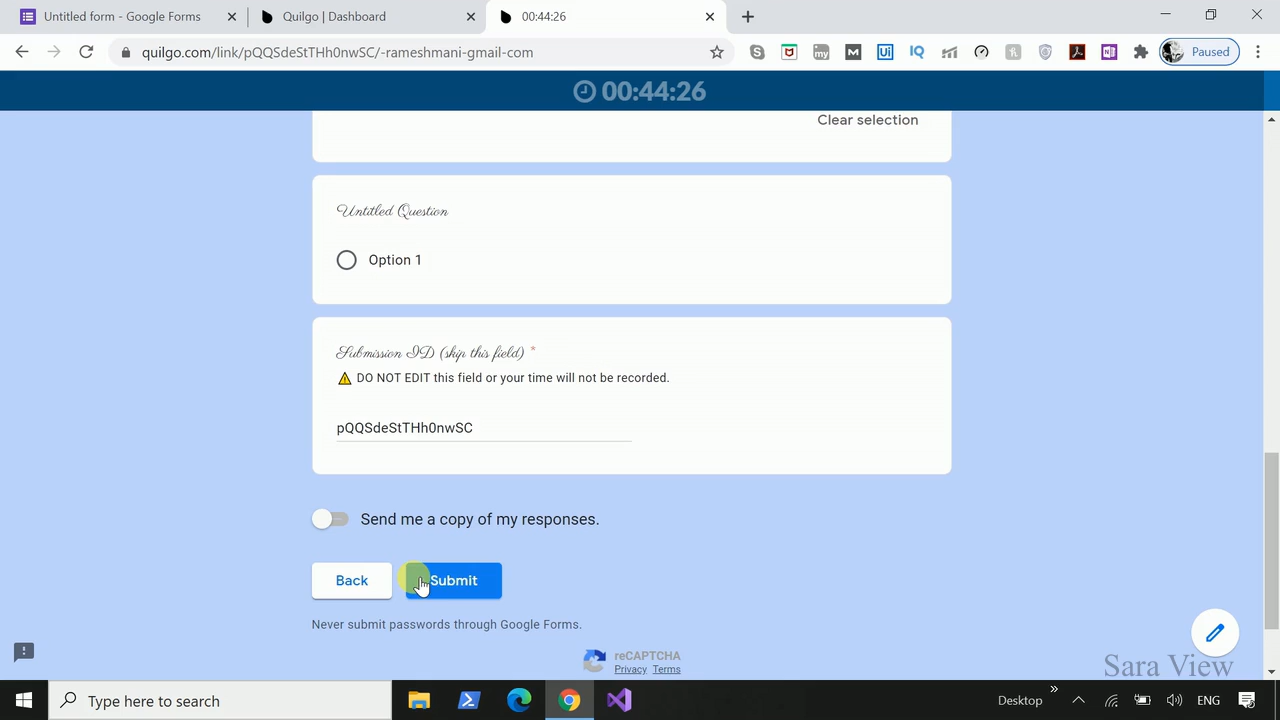 Untitled form - Google Forms
Quilgo | Dashboard
00:44:26
quilgo.com/link/pQQSdeStTHh0nwSC/-rameshmani-gmail-com
Paused
00:44:26
Clear selection
Untitled Question
Option 1
Submission ID (skip this field) *
⚠ DO NOT EDIT this field or your time will not be recorded.
pQQSdeStTHh0nwSC
Send me a copy of my responses.
Back
Submit
Never submit passwords through Google Forms.
reCAPTCHA
Privacy Terms
Sara View
Type here to search
Desktop
ENG